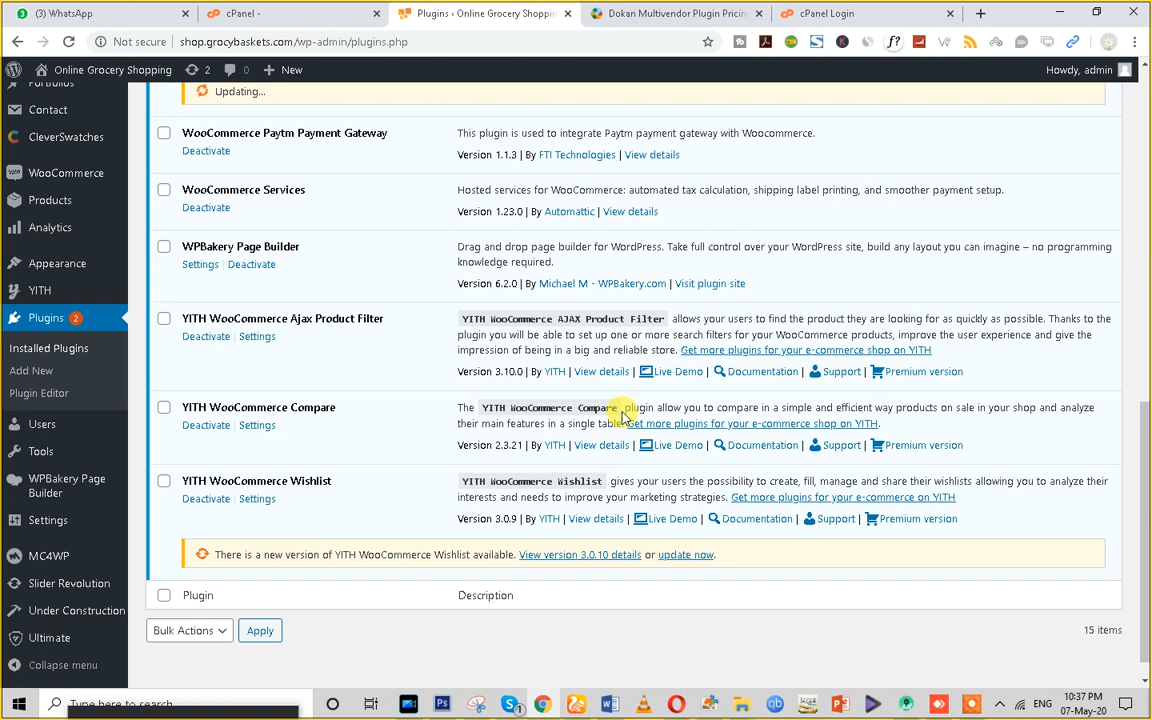 (3) WhatsApp
cPanel -
Plugins ‹ Online Grocery Shoppin
Dokan Multivendor Plugin Pricin
cPanel Login
Not secure | shop.grocybaskets.com/wp-admin/plugins.php
Online Grocery Shopping
2
0
New
Howdy, admin
Contact
CleverSwatches
WooCommerce
Products
Analytics
Appearance
YITH
Plugins 2
Installed Plugins
Add New
Plugin Editor
Users
Tools
WPBakery Page
Builder
Settings
MC4WP
Slider Revolution
Under Construction
Ultimate
Collapse menu
Updating...
WooCommerce Paytm Payment Gateway
Deactivate
This plugin is used to integrate Paytm payment gateway with Woocommerce.
Version 1.1.3 | By FTI Technologies | View details
WooCommerce Services
Deactivate
Hosted services for WooCommerce: automated tax calculation, shipping label printing, and smoother payment setup.
Version 1.23.0 | By Automattic | View details
WPBakery Page Builder
Settings | Deactivate
Drag and drop page builder for WordPress. Take full control over your WordPress site, build any layout you can imagine – no programming
knowledge required.
Version 6.2.0 | By Michael M - WPBakery.com | Visit plugin site
YITH WooCommerce Ajax Product Filter
Deactivate | Settings
YITH WooCommerce AJAX Product Filter allows your users to find the product they are looking for as quickly as possible. Thanks to the
plugin you will be able to set up one or more search filters for your WooCommerce products, improve the user experience and give the
impression of being in a big and reliable store. Get more plugins for your e-commerce shop on YITH
Version 3.10.0 | By YITH | View details | Live Demo | Documentation | Support | Premium version
YITH WooCommerce Compare
Deactivate | Settings
The YITH WooCommerce Compare plugin allow you to compare in a simple and efficient way products on sale in your shop and analyze
their main features in a single table. Get more plugins for your e-commerce shop on YITH.
Version 2.3.21 | By YITH | View details | Live Demo | Documentation | Support | Premium version
YITH WooCommerce Wishlist
Deactivate | Settings
YITH WooCommerce Wishlist gives your users the possibility to create, fill, manage and share their wishlists allowing you to analyze their
interests and needs to improve your marketing strategies. Get more plugins for your e-commerce on YITH
Version 3.0.9 | By YITH | View details | Live Demo | Documentation | Support | Premium version
There is a new version of YITH WooCommerce Wishlist available. View version 3.0.10 details or update now.
Plugin
Description
Bulk Actions
Apply
15 items
Type here to search
ENG
10:37 PM
07-May-20